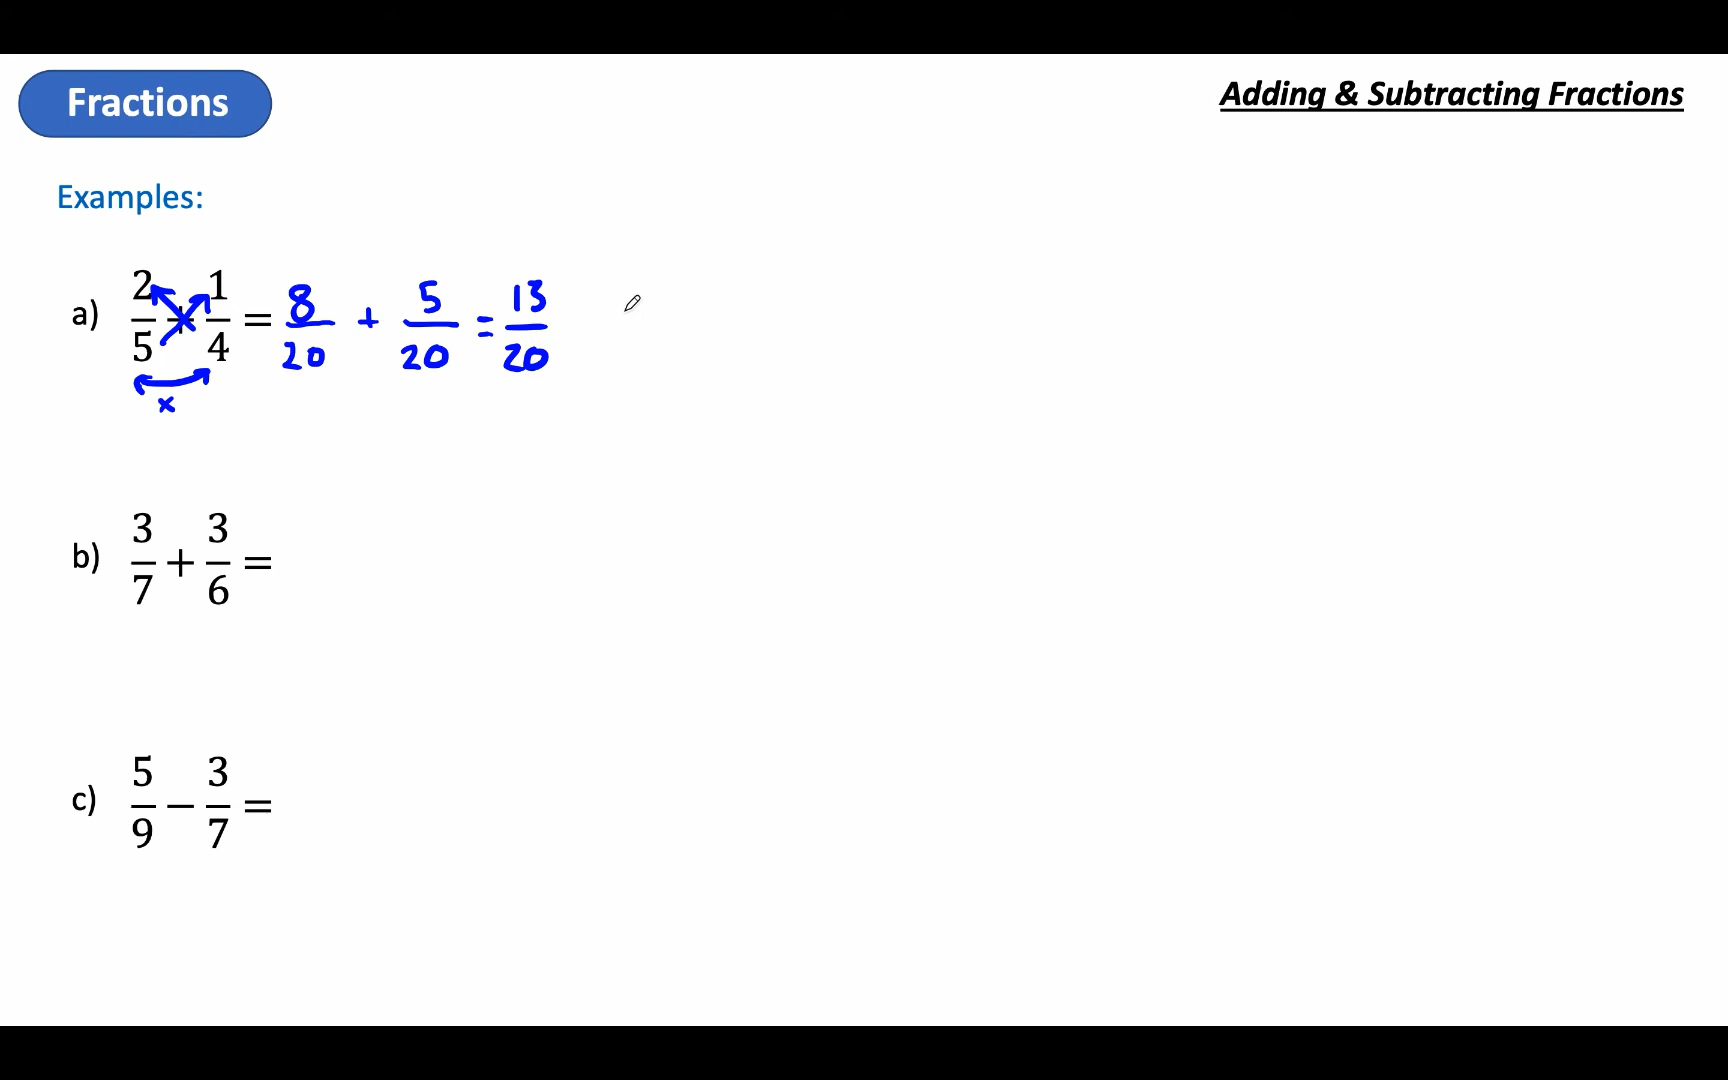 Fractions
Adding & Subtracting Fractions
Examples:
a) 2/5 + 1/4 = 8/20 + 5/20 = 13/20
x
b) 3/7 + 3/6 =
c) 5/9 − 3/7 =